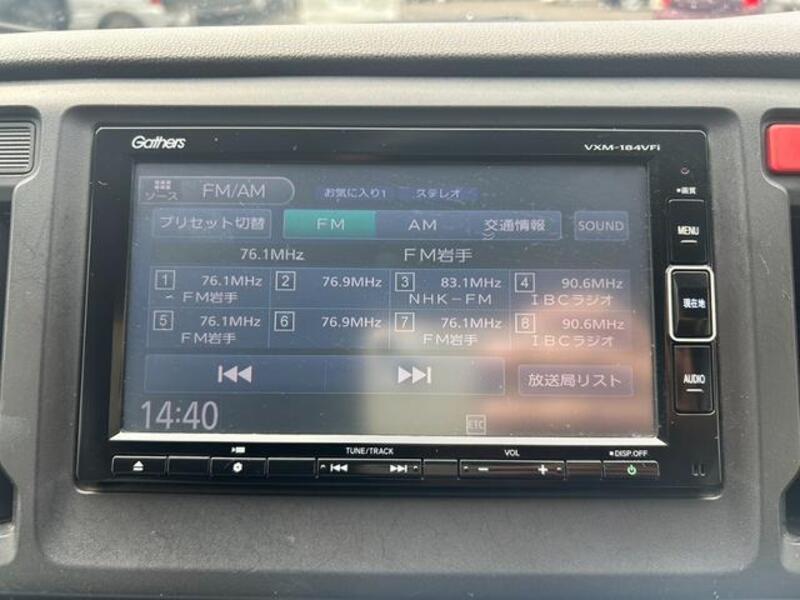 Gathers
VXM-184VFi
ソース
FM/AM
お気に入り1
ステレオ
画質
プリセット切替
FM
AM
交通情報
SOUND
MENU
76.1MHz
FM岩手
1 76.1MHz
FM岩手
2 76.9MHz
3 83.1MHz
NHK-FM
4 90.6MHz
IBCラジオ
現在地
5 76.1MHz
FM岩手
6 76.9MHz
7 76.1MHz
FM岩手
8 90.6MHz
IBCラジオ
放送局リスト
AUDIO
14:40
ETC
TUNE/TRACK
VOL
DISP.OFF